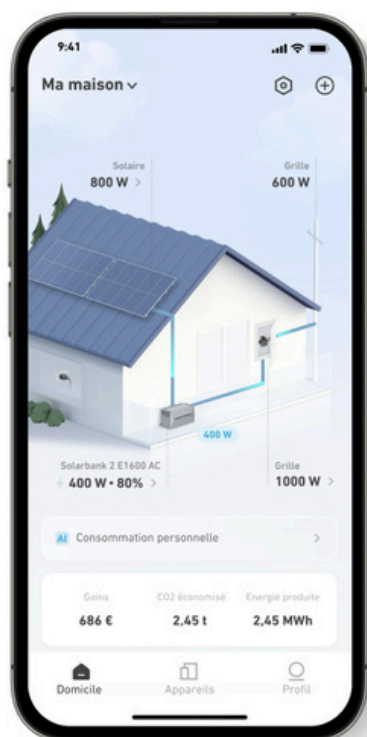 9:41
Ma maison
Solaire
800 W >
Grille
600 W
400 W
Solarbank 2 E1600 AC
400 W • 80% >
Grille
1000 W >
AI Consommation personnelle >
Gains
686 €
CO2 économisé
2,45 t
Energie produite
2,45 MWh
Domicile
Appareils
Profil